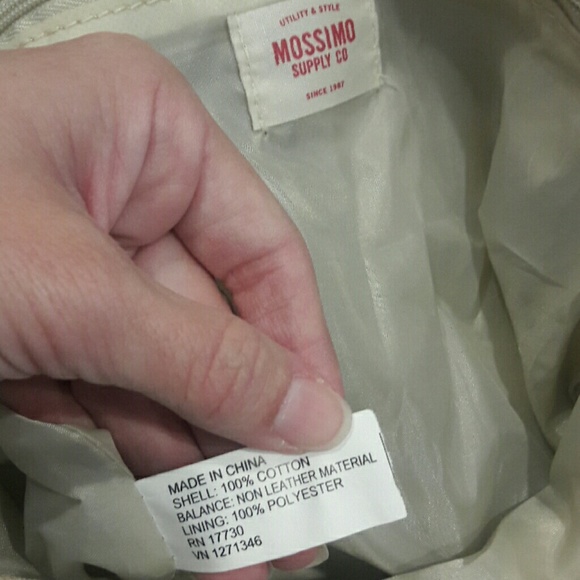 UTILITY & STYLE
MOSSIMO
SUPPLY CO
SINCE 1987
MADE IN CHINA
SHELL: 100% COTTON
BALANCE: NON LEATHER MATERIAL
LINING: 100% POLYESTER
RN 17730
VN 1271346